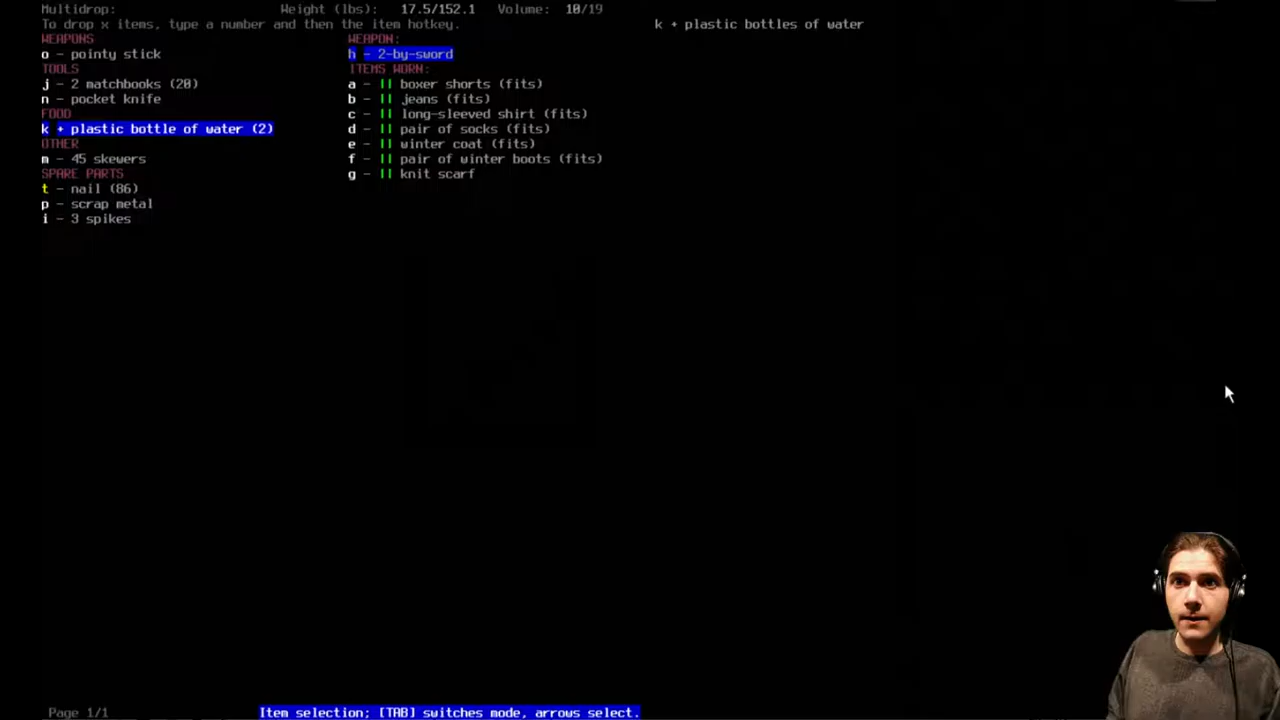 Multidrop: Weight (lbs): 17.5/152.1 Volume: 10/19
To drop x items, type a number and then the item hotkey.
k + plastic bottles of water
WEAPONS
o - pointy stick
TOOLS
j - 2 matchbooks (20)
n - pocket knife
FOOD
k + plastic bottle of water (2)
OTHER
m - 45 skewers
SPARE PARTS
t - nail (86)
p - scrap metal
i - 3 spikes
WEAPON:
h - 2-by-sword
ITEMS WORN:
a - || boxer shorts (fits)
b - || jeans (fits)
c - || long-sleeved shirt (fits)
d - || pair of socks (fits)
e - || winter coat (fits)
f - || pair of winter boots (fits)
g - || knit scarf
Page 1/1 Item selection; [TAB] switches mode, arrows select.